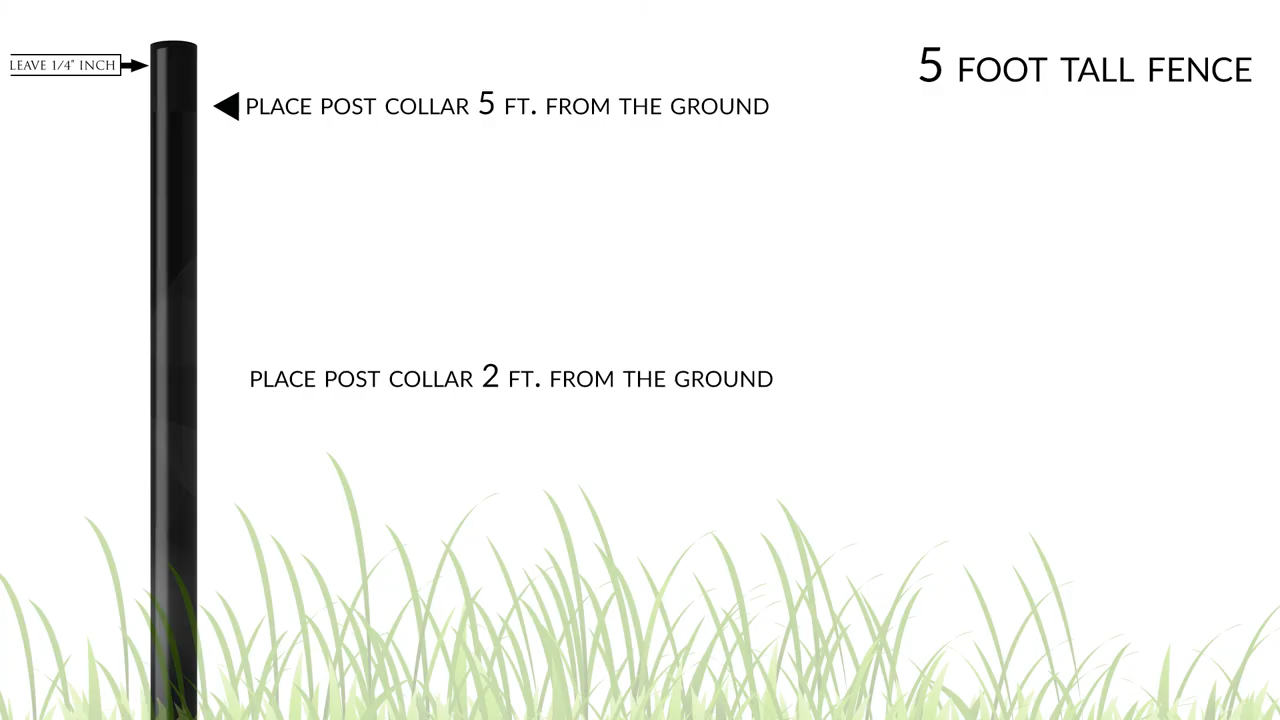 5 FOOT TALL FENCE
LEAVE 1/4" INCH
PLACE POST COLLAR 5 FT. FROM THE GROUND
PLACE POST COLLAR 2 FT. FROM THE GROUND